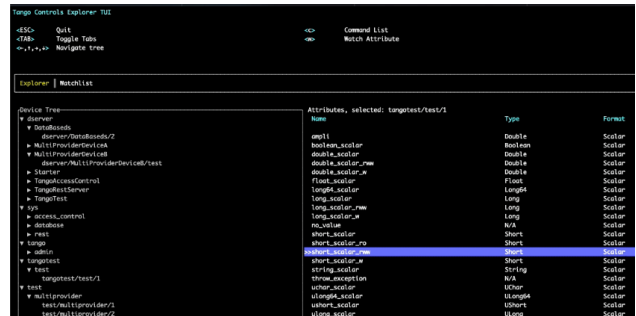 Tango Controls Explorer TUI
<ESC> Quit <c> Command List
<TAB> Toggle Tabs <w> Watch Attribute
<←,↑,↓,→> Navigate tree
Explorer | Watchlist
Device Tree Attributes, selected: tangotest/test/1
▼ dserver Name Type Format
▼ DataBaseds
dserver/DataBaseds/2 ampli Double Scalar
▶ MultiProviderDeviceA boolean_scalar Boolean Scalar
▼ MultiProviderDeviceB double_scalar Double Scalar
dserver/MultiProviderDeviceB/test double_scalar_rww Double Scalar
▶ Starter double_scalar_w Double Scalar
▶ TangoAccessControl float_scalar Float Scalar
▶ TangoRestServer long64_scalar Long64 Scalar
▶ TangoTest long_scalar Long Scalar
▼ sys long_scalar_rww Long Scalar
▶ access_control long_scalar_w Long Scalar
▶ database no_value N/A Scalar
▶ rest short_scalar Short Scalar
▼ tango short_scalar_ro Short Scalar
▶ admin >>short_scalar_rww Short Scalar
▼ tangotest short_scalar_w Short Scalar
▼ test string_scalar String Scalar
tangotest/test/1 throw_exception N/A Scalar
▼ test uchar_scalar UChar Scalar
▼ multiprovider ulong64_scalar ULong64 Scalar
test/multiprovider/1 ushort_scalar UShort Scalar
test/multiprovider/2 ulong_scalar ULong Scalar